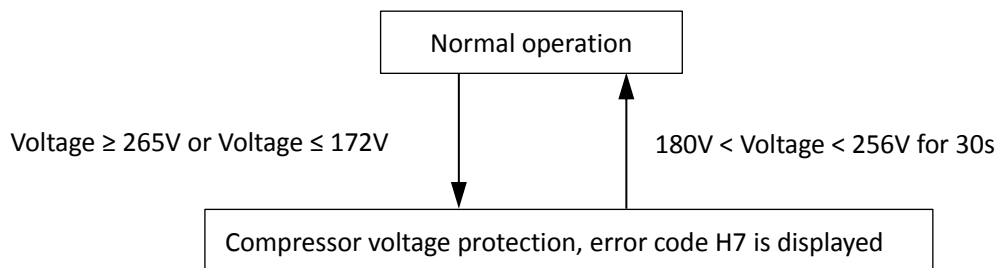 Normal operation
Voltage ≥ 265V or Voltage ≤ 172V
180V < Voltage < 256V for 30s
Compressor voltage protection, error code H7 is displayed